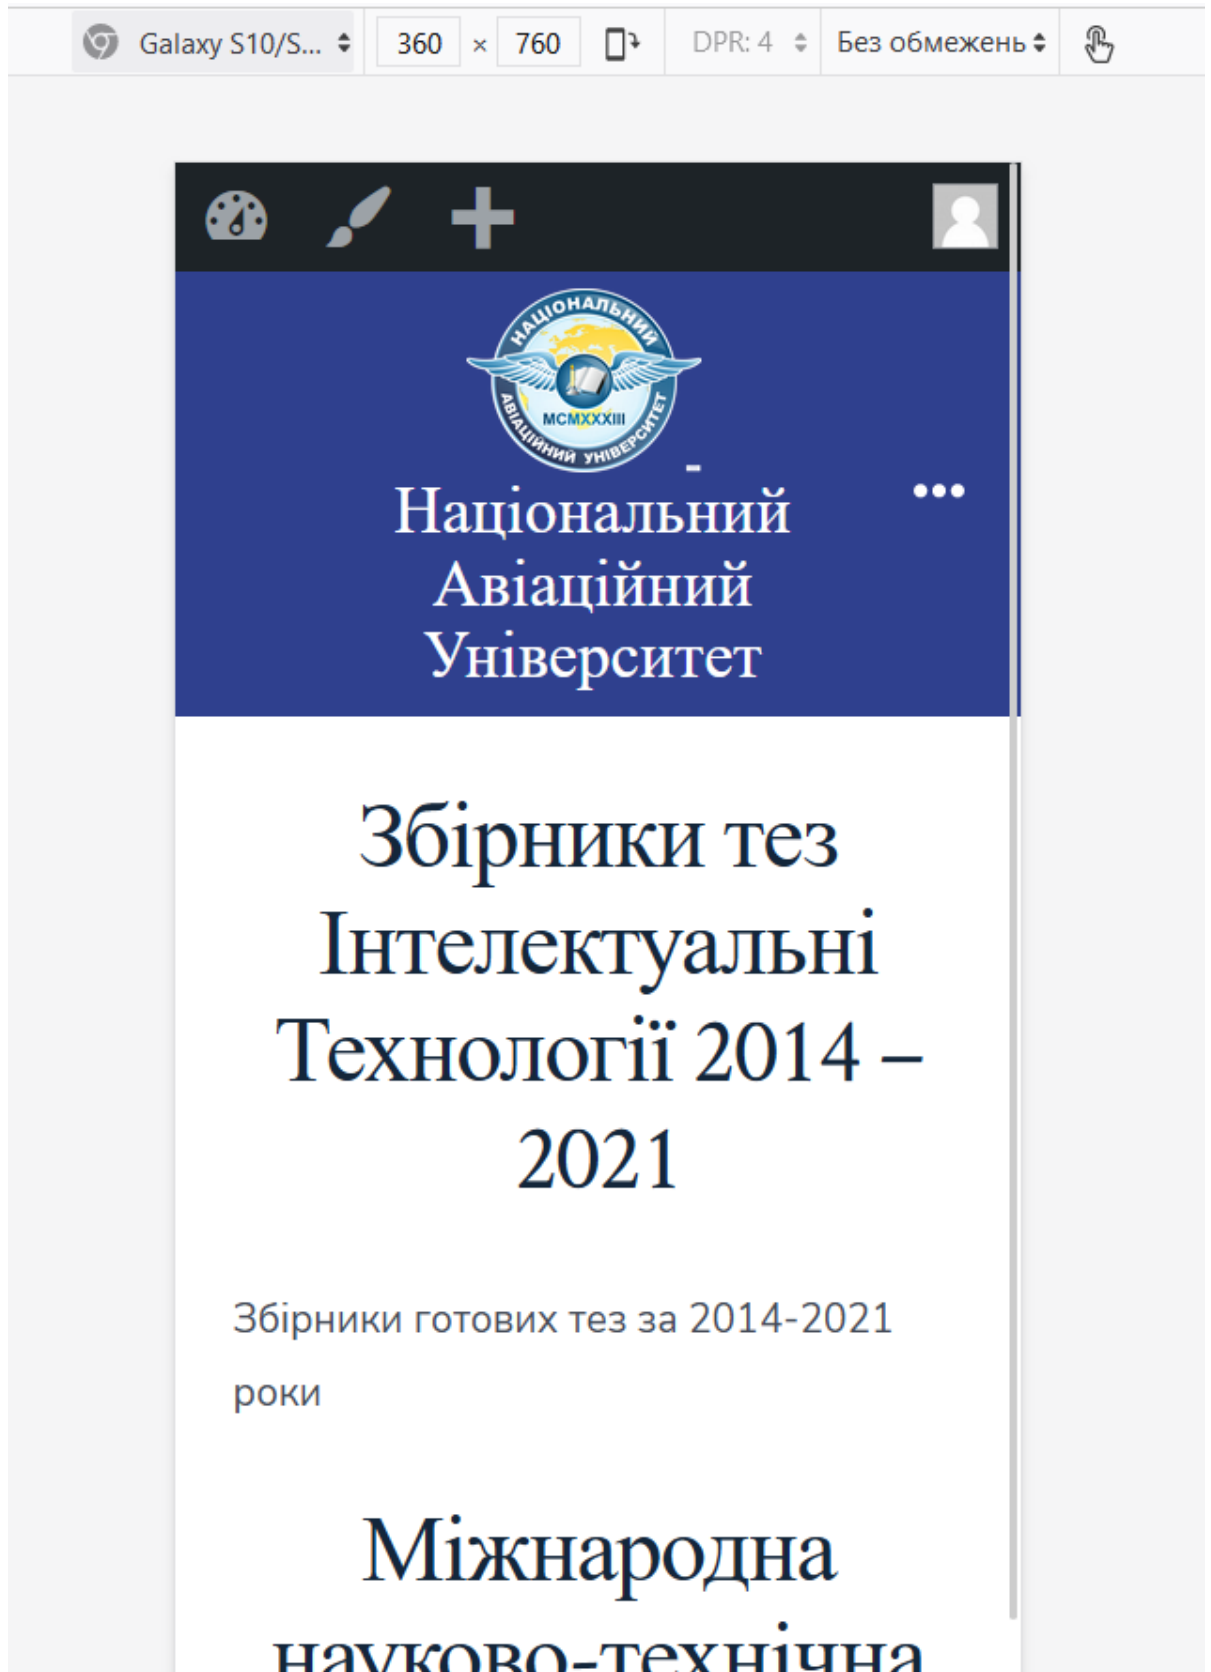 Galaxy S10/S... 360 × 760 DPR: 4 Без обмежень
НАЦІОНАЛЬНИЙ
MCMXXXIII
АВІАЦІЙНИЙ УНІВЕРСИТЕТ
-
Національний
Авіаційний
Університет
Збірники тез
Інтелектуальні
Технології 2014 –
2021
Збірники готових тез за 2014-2021
роки
Міжнародна
науково-технічна